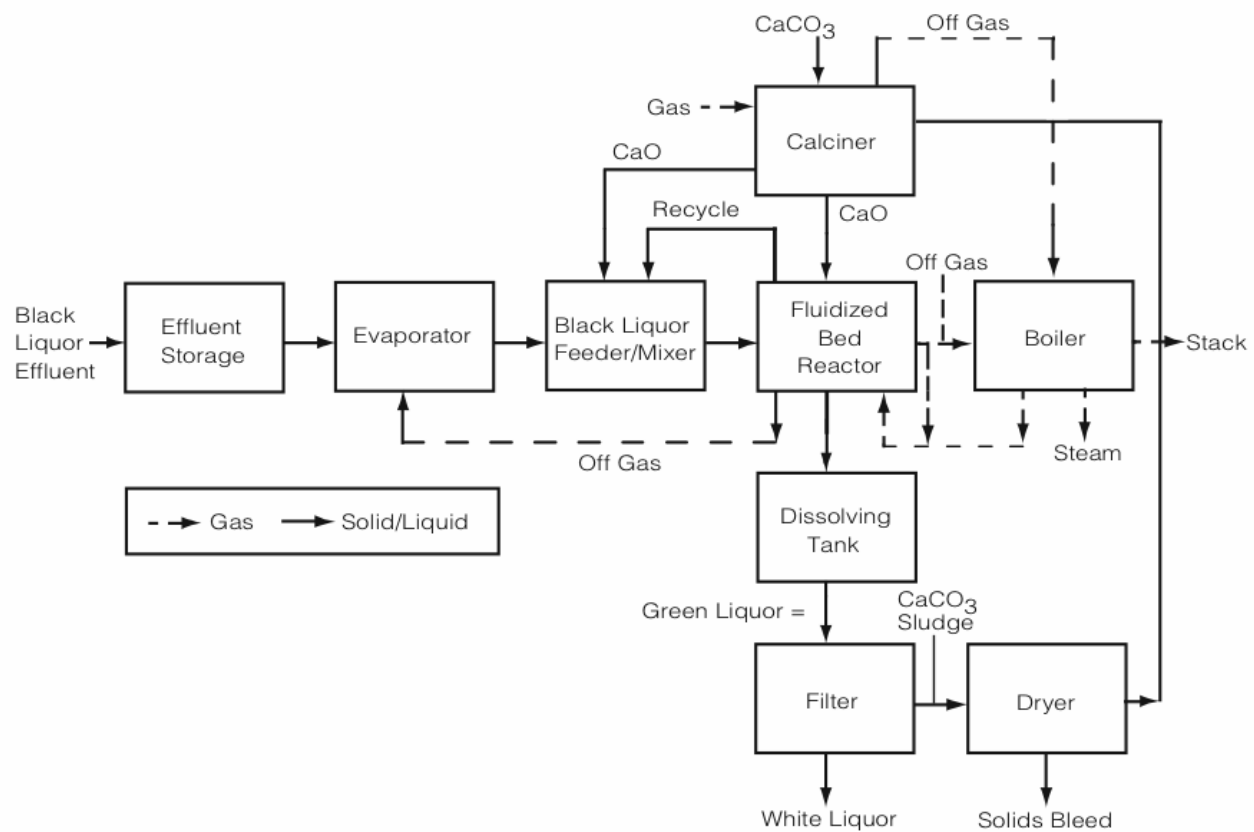 CaCO3
Off Gas
Gas
Calciner
CaO
CaO
Recycle
Off Gas
Black
Liquor
Effluent
Effluent
Storage
Evaporator
Black Liquor
Feeder/Mixer
Fluidized
Bed
Reactor
Boiler
Stack
Off Gas
Steam
Gas
Solid/Liquid
Dissolving
Tank
Green Liquor =
CaCO3
Sludge
Filter
Dryer
White Liquor
Solids Bleed